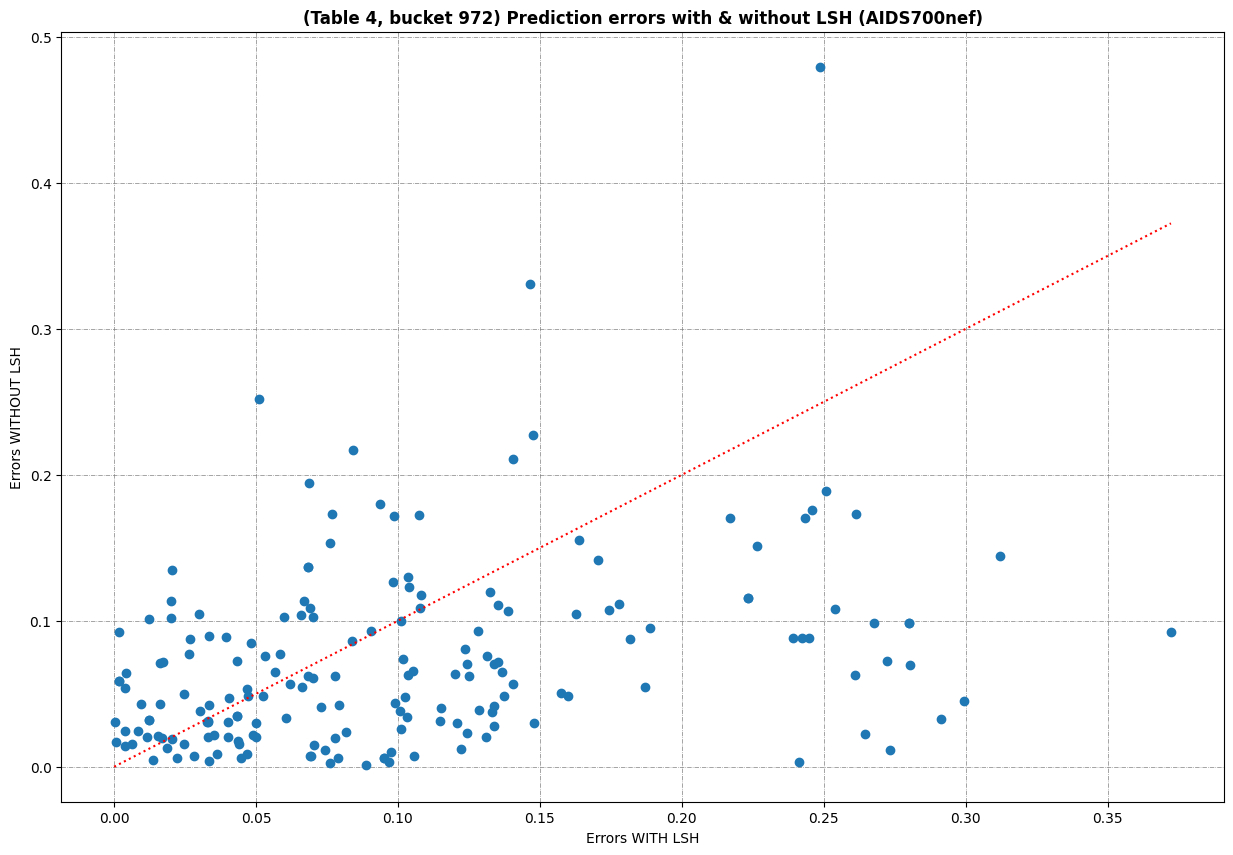 (Table 4, bucket 972) Prediction errors with & without LSH (AIDS700nef)
0.5
0.4
0.3
0.2
0.1
0.0
Errors WITHOUT LSH
0.00 0.05 0.10 0.15 0.20 0.25 0.30 0.35
Errors WITH LSH